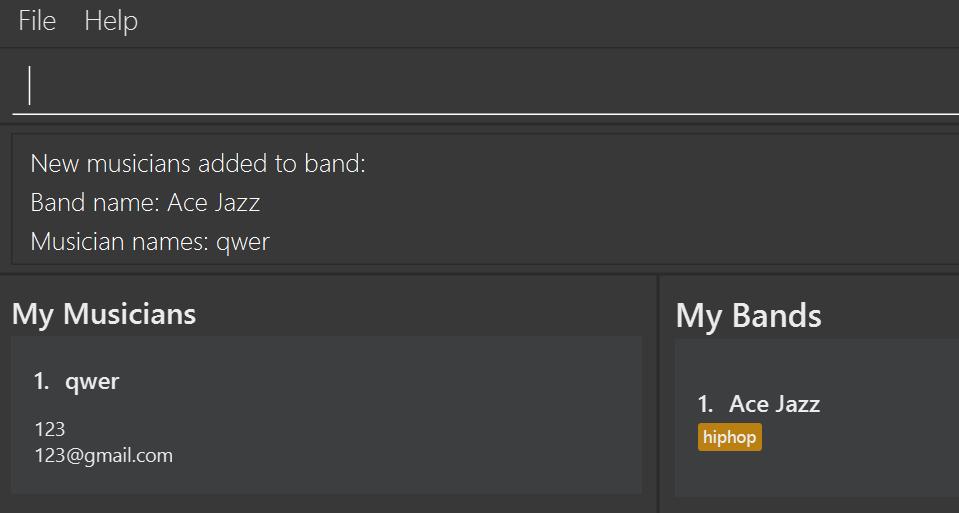 File Help
New musicians added to band:
Band name: Ace Jazz
Musician names: qwer
My Musicians
1. qwer
123
123@gmail.com
My Bands
1. Ace Jazz
hiphop